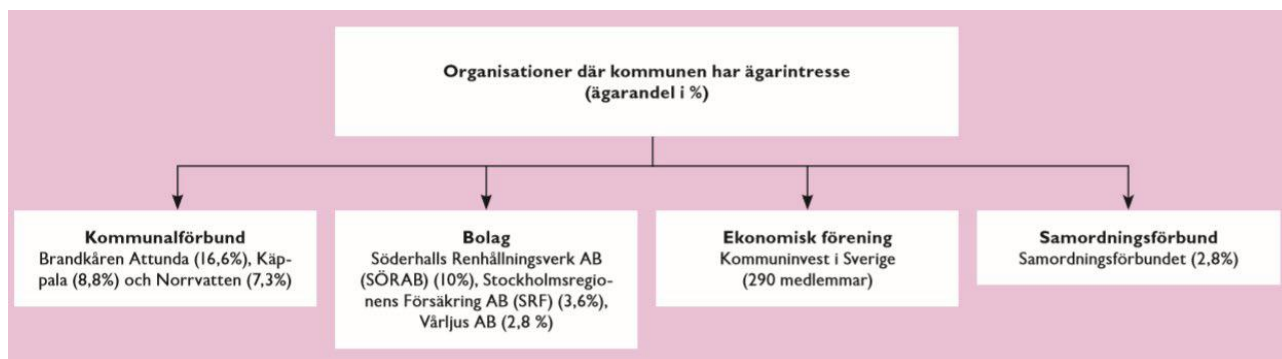 Organisationer där kommunen har ägarintresse
(ägarandel i %)
Kommunalförbund
Brandkåren Attunda (16,6%), Käp-
pala (8,8%) och Norrvatten (7,3%)
Bolag
Söderhalls Renhållningsverk AB
(SÖRAB) (10%), Stockholmsregio-
nens Försäkring AB (SRF) (3,6%),
Vårljus AB (2,8 %)
Ekonomisk förening
Kommuninvest i Sverige
(290 medlemmar)
Samordningsförbund
Samordningsförbundet (2,8%)